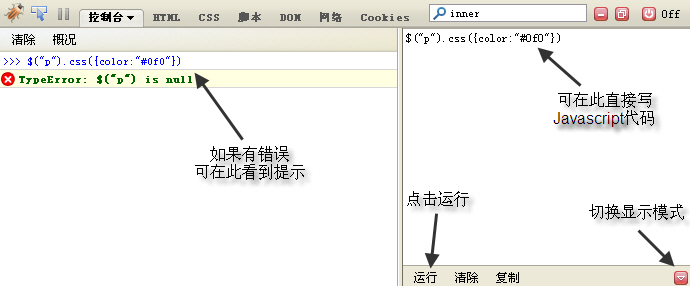 控制台 HTML CSS 脚本 DOM 网络 Cookies inner Off
清除 概况
>>> $("p").css({color:"#0f0"})
TypeError: $("p") is null
如果有错误
可在此看到提示
$("p").css({color:"#0f0"})
可在此直接写
Javascript代码
点击运行
切换显示模式
运行 清除 复制